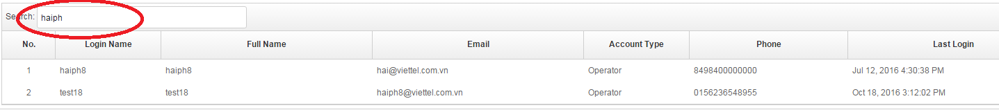 Search: haiph
No. Login Name Full Name Email Account Type Phone Last Login
1 haiph8 haiph8 hai@viettel.com.vn Operator 8498400000000 Jul 12, 2016 4:30:38 PM
2 test18 test18 haiph8@viettel.com.vn Operator 0156236548955 Oct 18, 2016 3:12:02 PM